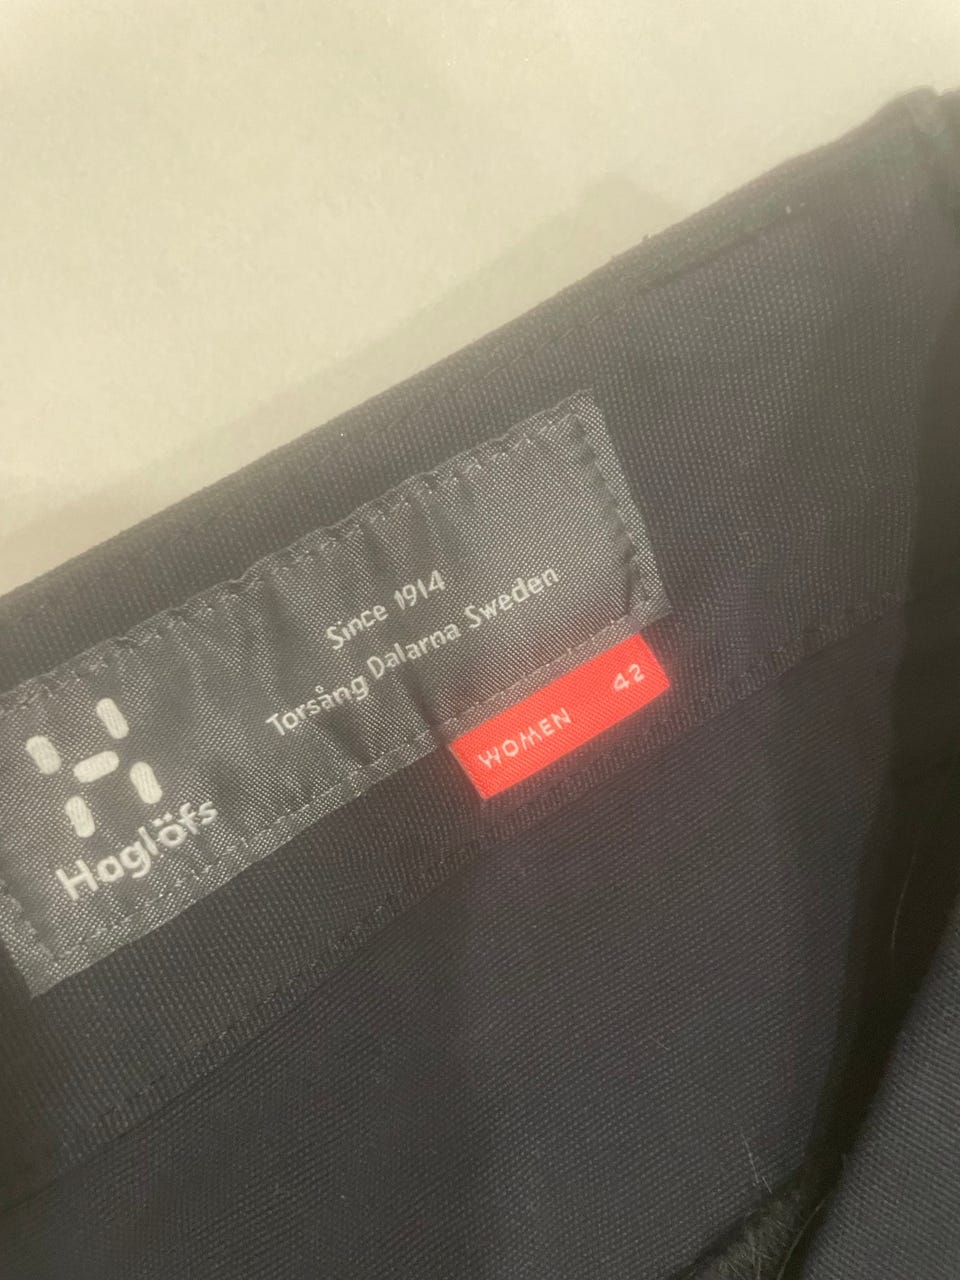 Since 1914
Torsång Dalarna Sweden
Haglöfs
WOMEN 42